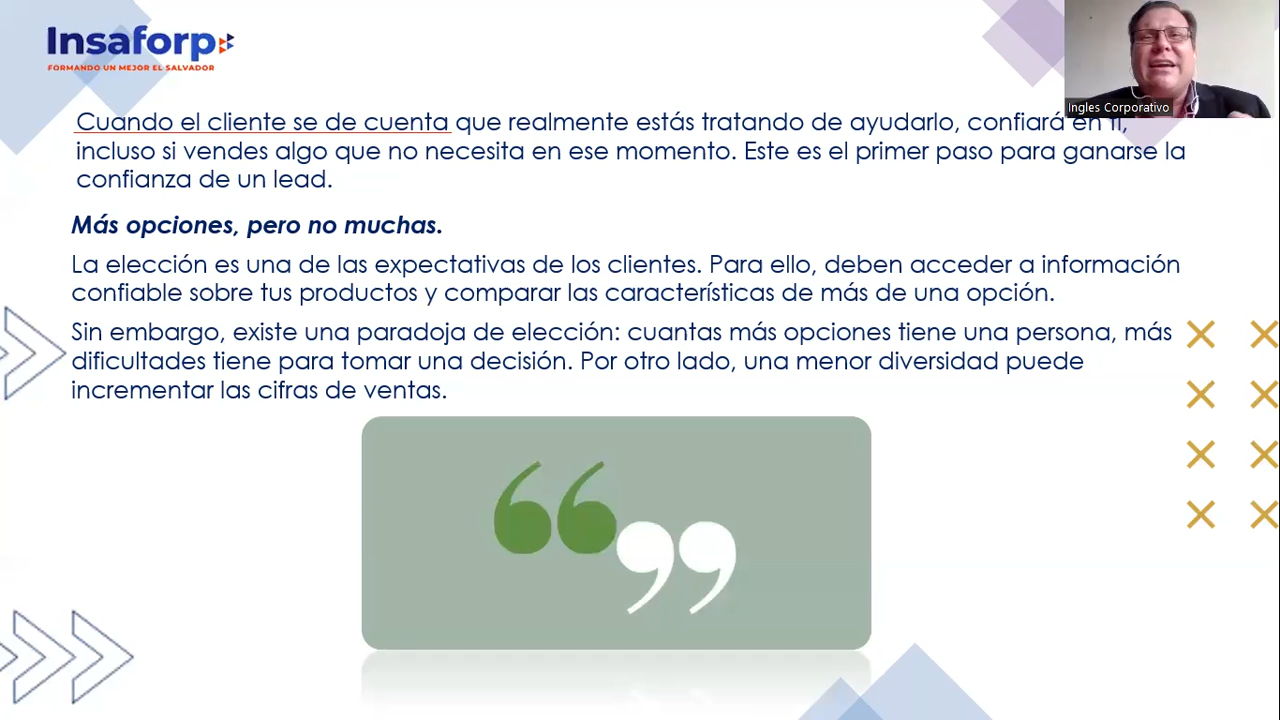 Insaforp
FORMANDO UN MEJOR EL SALVADOR
Ingles Corporativo
Cuando el cliente se de cuenta que realmente estás tratando de ayudarlo, confiará en ti,
incluso si vendes algo que no necesita en ese momento. Este es el primer paso para ganarse la
confianza de un lead.
Más opciones, pero no muchas.
La elección es una de las expectativas de los clientes. Para ello, deben acceder a información
confiable sobre tus productos y comparar las características de más de una opción.
Sin embargo, existe una paradoja de elección: cuantas más opciones tiene una persona, más
dificultades tiene para tomar una decisión. Por otro lado, una menor diversidad puede
incrementar las cifras de ventas.